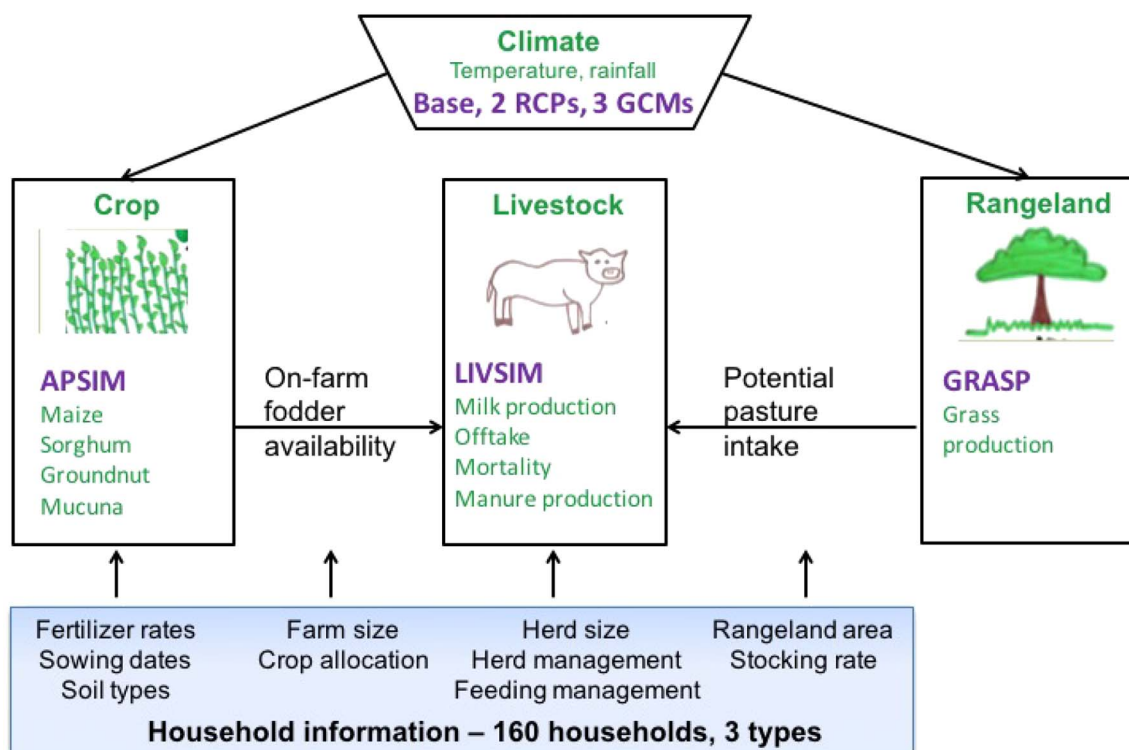 Climate
Temperature, rainfall
Base, 2 RCPs, 3 GCMs
Crop
APSIM
Maize
Sorghum
Groundnut
Mucuna
On-farm
fodder
availability
Livestock
LIVSIM
Milk production
Offtake
Mortality
Manure production
Potential
pasture
intake
Rangeland
GRASP
Grass
production
Fertilizer rates
Sowing dates
Soil types
Farm size
Crop allocation
Herd size
Herd management
Feeding management
Rangeland area
Stocking rate
Household information – 160 households, 3 types